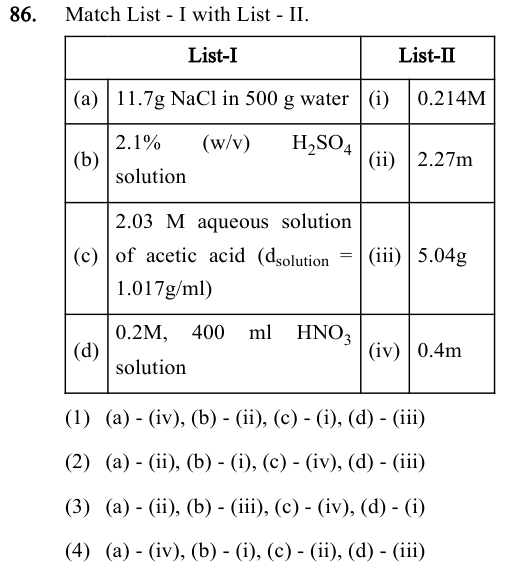 86. Match List - I with List - II.
List-I List-II
(a) 11.7g NaCl in 500 g water (i) 0.214M
(b) 2.1% (w/v) H₂SO₄ solution (ii) 2.27m
(c) 2.03 M aqueous solution of acetic acid (d_solution = 1.017g/ml) (iii) 5.04g
(d) 0.2M, 400 ml HNO₃ solution (iv) 0.4m
(1) (a) - (iv), (b) - (ii), (c) - (i), (d) - (iii)
(2) (a) - (ii), (b) - (i), (c) - (iv), (d) - (iii)
(3) (a) - (ii), (b) - (iii), (c) - (iv), (d) - (i)
(4) (a) - (iv), (b) - (i), (c) - (ii), (d) - (iii)